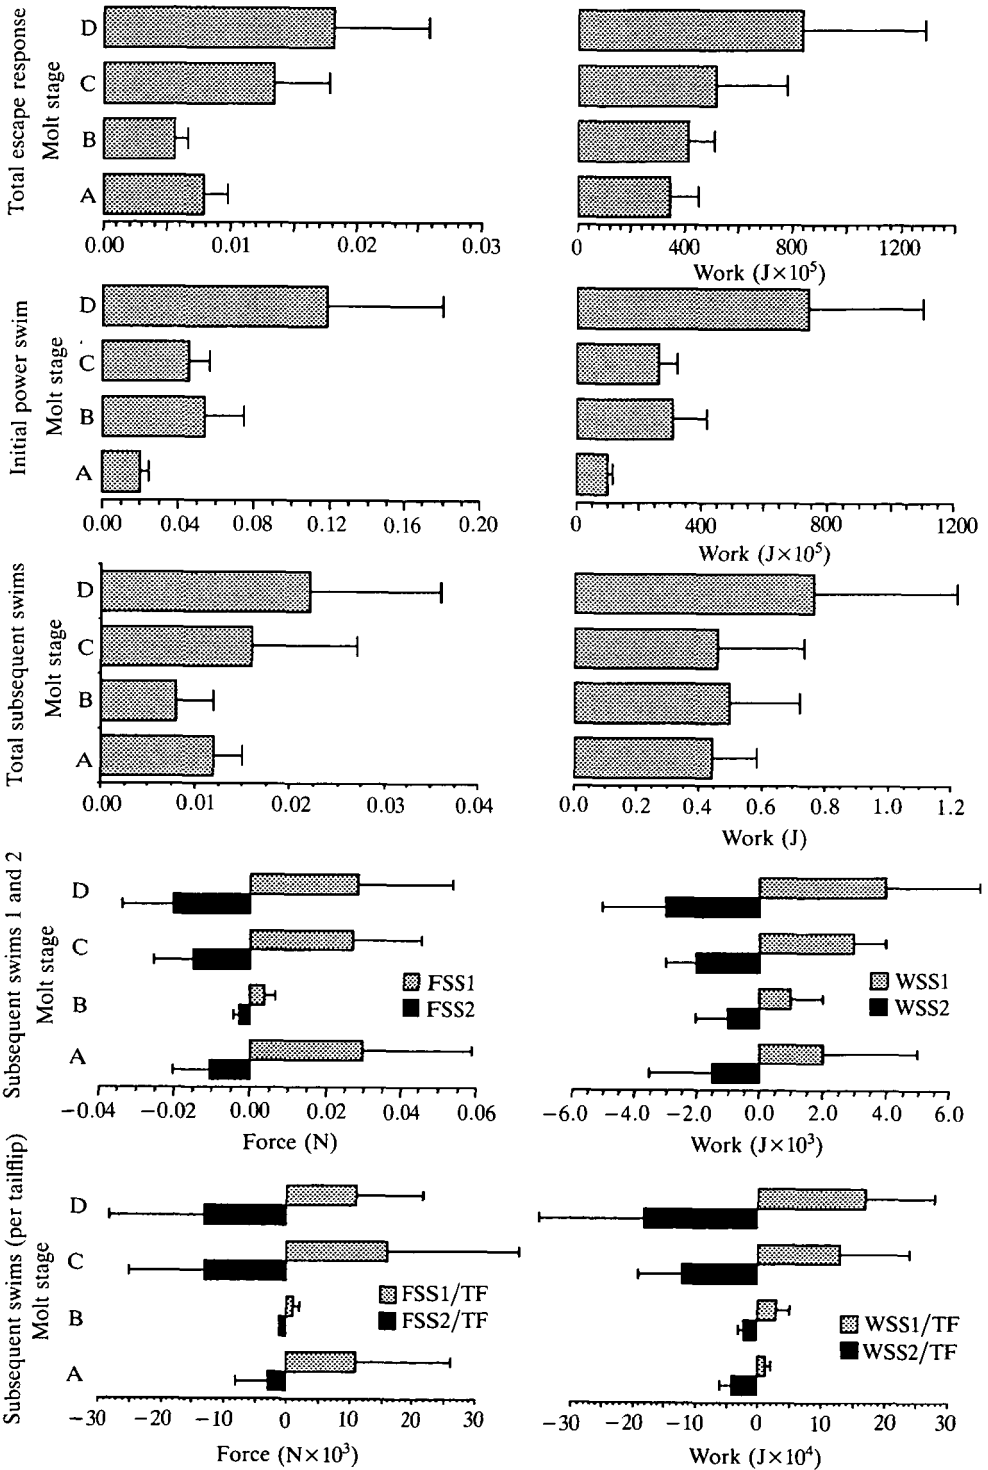 Total escape response
Molt stage
D
C
B
A
0.00 0.01 0.02 0.03
0 400 800 1200
Work (J×10⁵)
Initial power swim
Molt stage
D
C
B
A
0.00 0.04 0.08 0.12 0.16 0.20
0 400 800 1200
Work (J×10⁵)
Total subsequent swims
Molt stage
D
C
B
A
0.00 0.01 0.02 0.03 0.04
0.0 0.2 0.4 0.6 0.8 1.0 1.2
Work (J)
Subsequent swims 1 and 2
Molt stage
D
C
B
A
FSS1
FSS2
−0.04 −0.02 0.00 0.02 0.04 0.06
Force (N)
WSS1
WSS2
−6.0 −4.0 −2.0 0.0 2.0 4.0 6.0
Work (J×10³)
Subsequent swims (per tailflip)
Molt stage
D
C
B
A
FSS1/TF
FSS2/TF
−30 −20 −10 0 10 20 30
Force (N×10³)
WSS1/TF
WSS2/TF
−30 −20 −10 0 10 20 30
Work (J×10⁴)